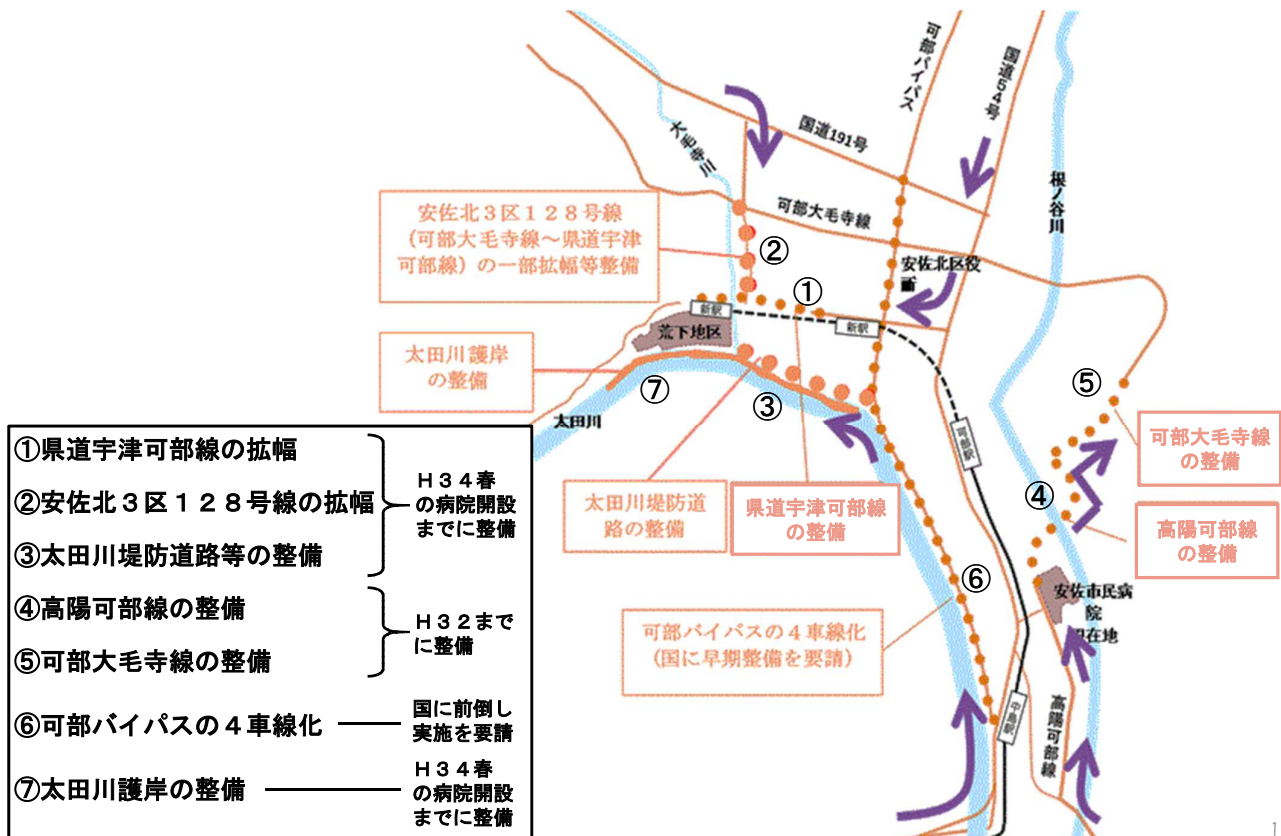 可部バイパス
国道54号
国道191号
大毛寺川
根ノ谷川
可部大毛寺線
安佐北3区128号線
(可部大毛寺線～県道宇津
可部線)の一部拡幅等整備
②
安佐北区役
所
①
新駅
新駅
荒下地区
太田川護岸
の整備
⑦
③
⑤
太田川
可部大毛寺線
の整備
④
太田川堤防道
路の整備
県道宇津可部線
の整備
高陽可部線
の整備
⑥
安佐市民病
院
現在地
可部バイパスの4車線化
(国に早期整備を要請)
中島駅
高陽可部線
①県道宇津可部線の拡幅
②安佐北3区128号線の拡幅
③太田川堤防道路等の整備
H34春
の病院開設
までに整備
④高陽可部線の整備
⑤可部大毛寺線の整備
H32まで
に整備
⑥可部バイパスの4車線化
国に前倒し
実施を要請
⑦太田川護岸の整備
H34春
の病院開設
までに整備
1